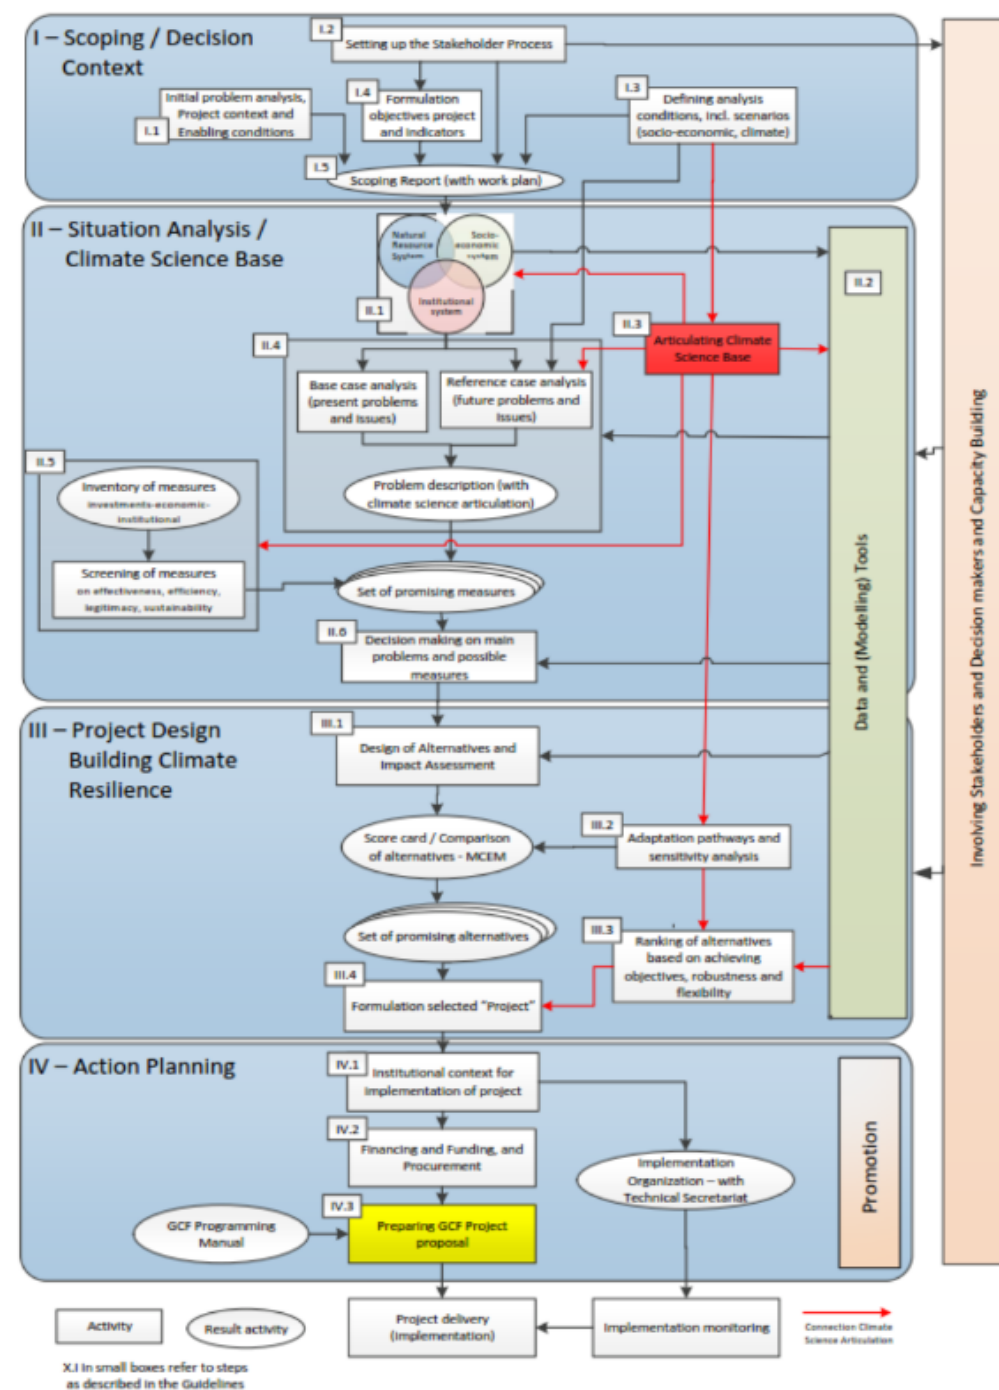 I – Scoping / Decision
Context
I.2
Setting up the Stakeholder Process
I.1
Initial problem analysis,
Project context and
Enabling conditions
I.4
Formulation
objectives project
and indicators
I.3
Defining analysis
conditions, incl. scenarios
(socio-economic, climate)
I.5
Scoping Report (with work plan)
II – Situation Analysis /
Climate Science Base
Natural
Resource
System
Socio-
economic
system
Institutional
system
II.1
II.2
II.3
Articulating Climate
Science Base
II.4
Base case analysis
(present problems
and issues)
Reference case analysis
(future problems and
issues)
Problem description (with
climate science articulation)
II.5
Inventory of measures
investments-economic-
institutional
Screening of measures
on effectiveness, efficiency,
legitimacy, sustainability
Set of promising measures
II.6
Decision making on main
problems and possible
measures
Data and (Modelling) Tools
Involving Stakeholders and Decision makers and Capacity Building
III – Project Design
Building Climate
Resilience
III.1
Design of Alternatives and
Impact Assessment
Score card / Comparison
of alternatives - MCEM
III.2
Adaptation pathways and
sensitivity analysis
Set of promising alternatives
III.3
Ranking of alternatives
based on achieving
objectives, robustness and
flexibility
III.4
Formulation selected "Project"
IV – Action Planning
IV.1
Institutional context for
implementation of project
IV.2
Financing and Funding, and
Procurement
Implementation
Organization – with
Technical Secretariat
GCF Programming
Manual
IV.3
Preparing GCF Project
proposal
Promotion
Activity
Result activity
Project delivery
(implementation)
Implementation monitoring
Connection Climate
Science Articulation
X.I In small boxes refer to steps
as described in the Guidelines